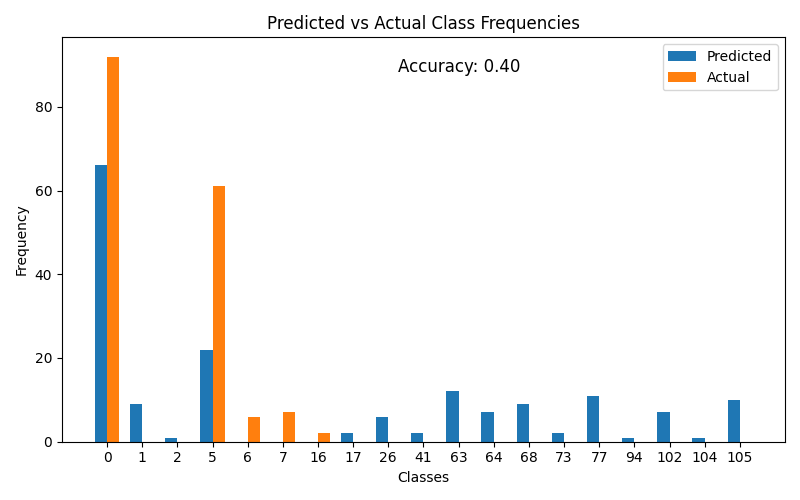 Predicted vs Actual Class Frequencies
Accuracy: 0.40
Predicted
Actual
Frequency
80
60
40
20
0
0 1 2 5 6 7 16 17 26 41 63 64 68 73 77 94 102 104 105
Classes